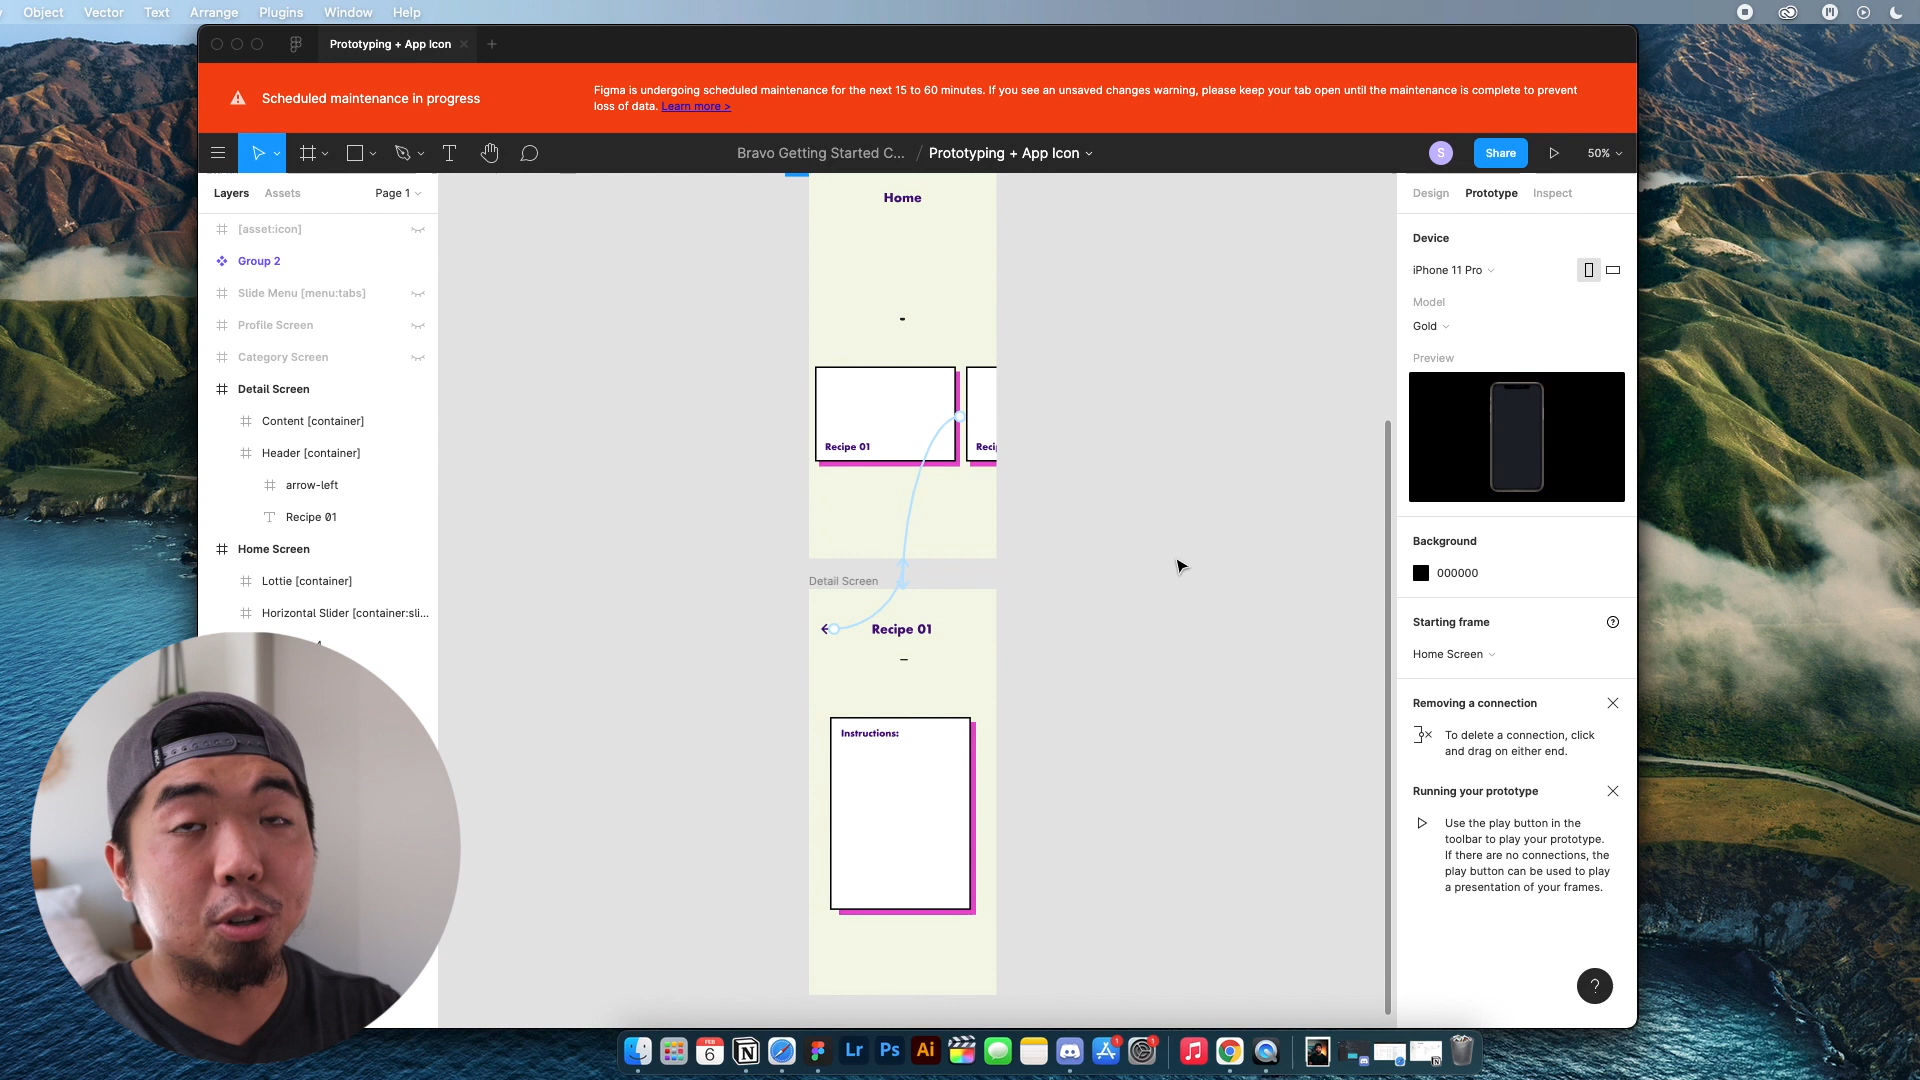 Object Vector Text Arrange Plugins Window Help
Prototyping + App Icon
Scheduled maintenance in progress
Figma is undergoing scheduled maintenance for the next 15 to 60 minutes. If you see an unsaved changes warning, please keep your tab open until the maintenance is complete to prevent
loss of data. Learn more >
Bravo Getting Started C... / Prototyping + App Icon
S
Share
50%
Layers
Assets
Page 1
[asset:icon]
Group 2
Slide Menu [menu:tabs]
Profile Screen
Category Screen
Detail Screen
Content [container]
Header [container]
arrow-left
Recipe 01
Home Screen
Lottie [container]
Horizontal Slider [container:sli...
Home
Recipe 01
Reci
Detail Screen
Recipe 01
Instructions:
Design
Prototype
Inspect
Device
iPhone 11 Pro
Model
Gold
Preview
Background
000000
Starting frame
Home Screen
Removing a connection
To delete a connection, click
and drag on either end.
Running your prototype
Use the play button in the
toolbar to play your prototype.
If there are no connections, the
play button can be used to play
a presentation of your frames.
?
FEB
6
Lr
Ps
Ai
1
1